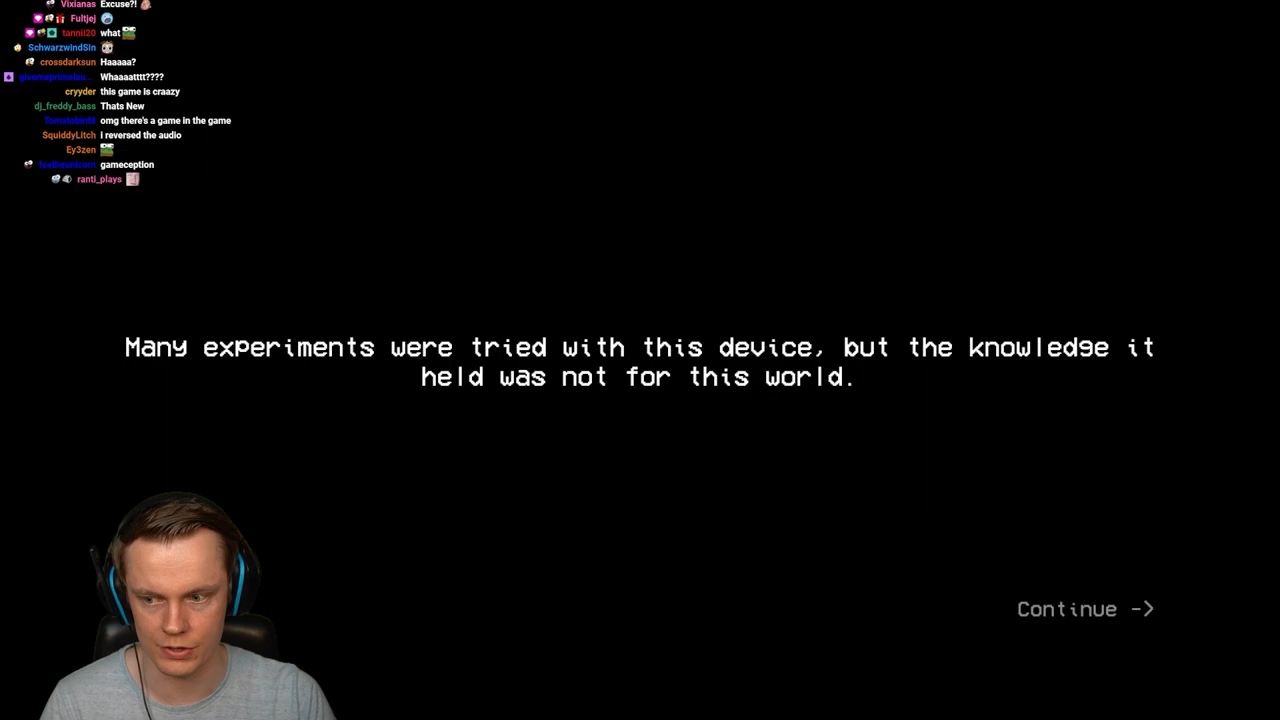 Vixianas Excuse?!
Fultjej
tannii20 what
SchwarzwindSin
crossdarksun Haaaaa?
Whaaaatttt????
cryyder this game is craazy
dj_freddy_bass Thats New
omg there's a game in the game
SquiddyLitch I reversed the audio
Ey3zen
gameception
ranti_plays
Many experiments were tried with this device, but the knowledge it
held was not for this world.
Continue ->